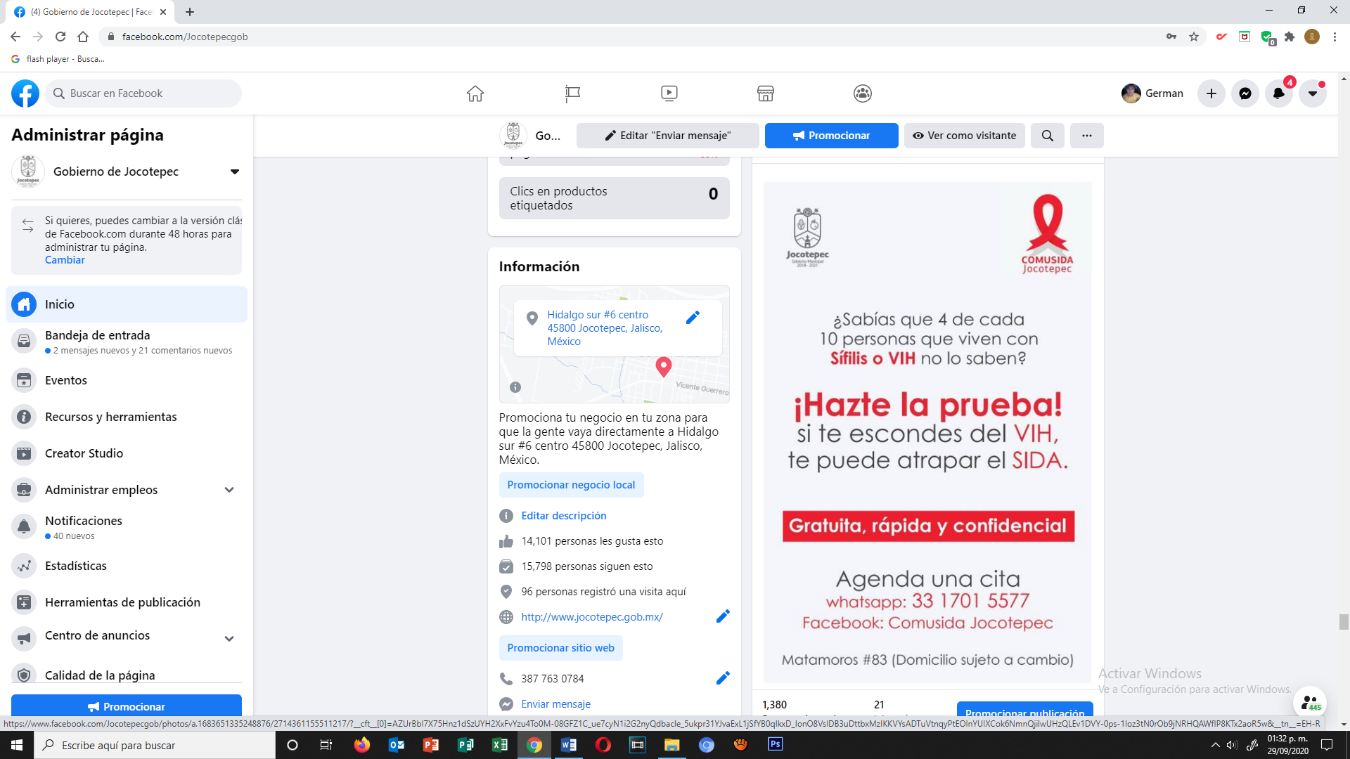 (4) Gobierno de Jocotepec | Face
facebook.com/Jocotepecgob
flash player - Busca...
Buscar en Facebook
German
4
Administrar página
Gobierno de Jocotepec
Si quieres, puedes cambiar a la versión clás
de Facebook.com durante 48 horas para
administrar tu página.
Cambiar
Inicio
Bandeja de entrada
2 mensajes nuevos y 21 comentarios nuevos
Eventos
Recursos y herramientas
Creator Studio
Administrar empleos
Notificaciones
40 nuevos
Estadísticas
Herramientas de publicación
Centro de anuncios
Calidad de la página
Promocionar
Go...
Editar "Enviar mensaje"
Promocionar
Ver como visitante
Clics en productos
etiquetados
0
Información
Hidalgo sur #6 centro
45800 Jocotepec, Jalisco,
México
Vicente Guerrero
Promociona tu negocio en tu zona para
que la gente vaya directamente a Hidalgo
sur #6 centro 45800 Jocotepec, Jalisco,
México.
Promocionar negocio local
Editar descripción
14,101 personas les gusta esto
15,798 personas siguen esto
96 personas registró una visita aquí
http://www.jocotepec.gob.mx/
Promocionar sitio web
387 763 0784
Enviar mensaje
Jocotepec
COMUSIDA
Jocotepec
¿Sabías que 4 de cada
10 personas que viven con
Sífilis o VIH no lo saben?
¡Hazte la prueba!
si te escondes del VIH,
te puede atrapar el SIDA.
Gratuita, rápida y confidencial
Agenda una cita
whatsapp: 33 1701 5577
Facebook: Comusida Jocotepec
Matamoros #83 (Domicilio sujeto a cambio)
1,380
21
Promocionar publicación
Activar Windows
Ve a Configuración para activar Windows.
445
Escribe aquí para buscar
01:32 p. m.
29/09/2020